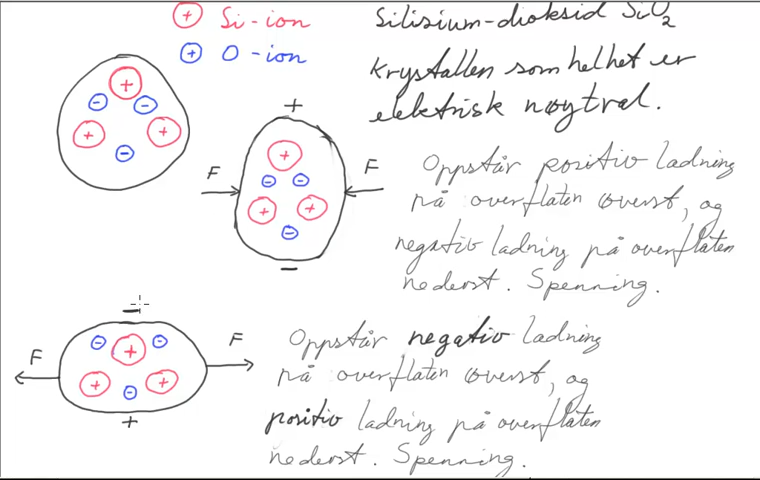 + Si-ion
+ O-ion
Silisium-dioksid SiO2
Krystallen som helhet er
elektrisk nøytral.
+
- -
+ +
-
+
F F
+
- -
+ +
-
-
Oppstår positiv ladning
på overflaten øverst, og
negativ ladning på overflaten
nederst. Spenning.
-
F F
- + -
+ +
-
+
Oppstår negativ ladning
på overflaten øverst, og
positiv ladning på overflaten
nederst. Spenning.